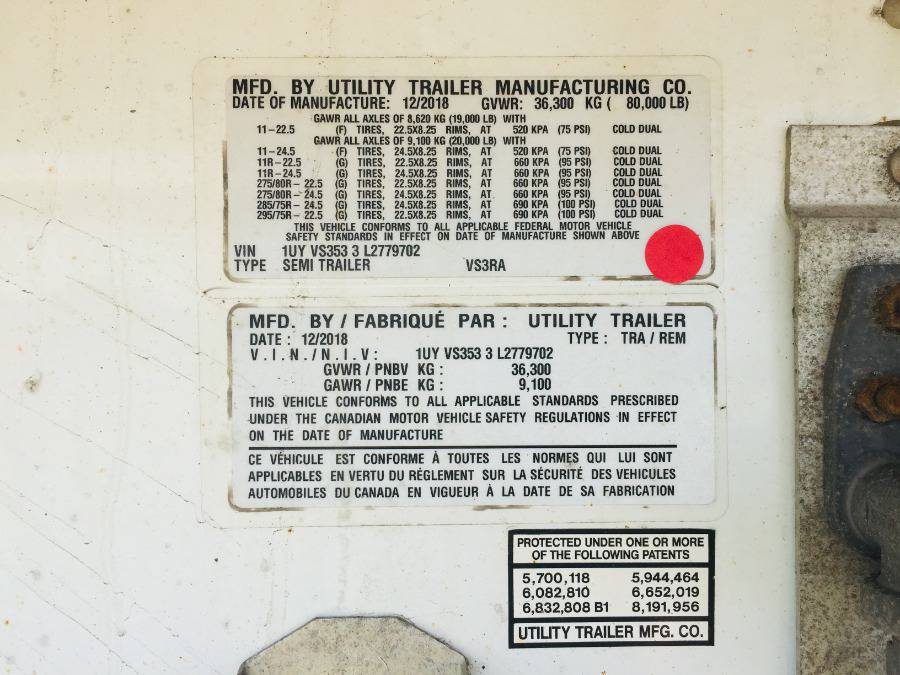 MFD. BY UTILITY TRAILER MANUFACTURING CO.
DATE OF MANUFACTURE: 12/2018 GVWR: 36,300 KG ( 80,000 LB)
GAWR ALL AXLES OF 8,620 KG (19,000 LB) WITH
11-22.5 (F) TIRES, 22.5X8.25 RIMS, AT 520 KPA (75 PSI) COLD DUAL
GAWR ALL AXLES OF 9,100 KG (20,000 LB) WITH
11-24.5 (F) TIRES, 24.5X8.25 RIMS, AT 520 KPA (75 PSI) COLD DUAL
11R-22.5 (G) TIRES, 22.5X8.25 RIMS, AT 660 KPA (95 PSI) COLD DUAL
11R-24.5 (G) TIRES, 24.5X8.25 RIMS, AT 660 KPA (95 PSI) COLD DUAL
275/80R- 22.5 (G) TIRES, 22.5X8.25 RIMS, AT 660 KPA (95 PSI) COLD DUAL
275/80R- 24.5 (G) TIRES, 24.5X8.25 RIMS, AT 660 KPA (95 PSI) COLD DUAL
285/75R- 24.5 (G) TIRES, 24.5X8.25 RIMS, AT 690 KPA (100 PSI) COLD DUAL
295/75R- 22.5 (G) TIRES, 22.5X8.25 RIMS, AT 690 KPA (100 PSI) COLD DUAL
THIS VEHICLE CONFORMS TO ALL APPLICABLE FEDERAL MOTOR VEHICLE
SAFETY STANDARDS IN EFFECT ON DATE OF MANUFACTURE SHOWN ABOVE
VIN 1UY VS353 3 L2779702
TYPE SEMI TRAILER VS3RA
MFD. BY / FABRIQUÉ PAR : UTILITY TRAILER
DATE : 12/2018 TYPE : TRA / REM
V.I.N./N.I.V: 1UY VS353 3 L2779702
GVWR / PNBV KG : 36,300
GAWR / PNBE KG : 9,100
THIS VEHICLE CONFORMS TO ALL APPLICABLE STANDARDS PRESCRIBED
UNDER THE CANADIAN MOTOR VEHICLE SAFETY REGULATIONS IN EFFECT
ON THE DATE OF MANUFACTURE
CE VÉHICULE EST CONFORME À TOUTES LES NORMES QUI LUI SONT
APPLICABLES EN VERTU DU RÉGLEMENT SUR LA SÉCURITÉ DES VEHICULES
AUTOMOBILES DU CANADA EN VIGUEUR À LA DATE DE SA FABRICATION
PROTECTED UNDER ONE OR MORE
OF THE FOLLOWING PATENTS
5,700,118 5,944,464
6,082,810 6,652,019
6,832,808 B1 8,191,956
UTILITY TRAILER MFG. CO.